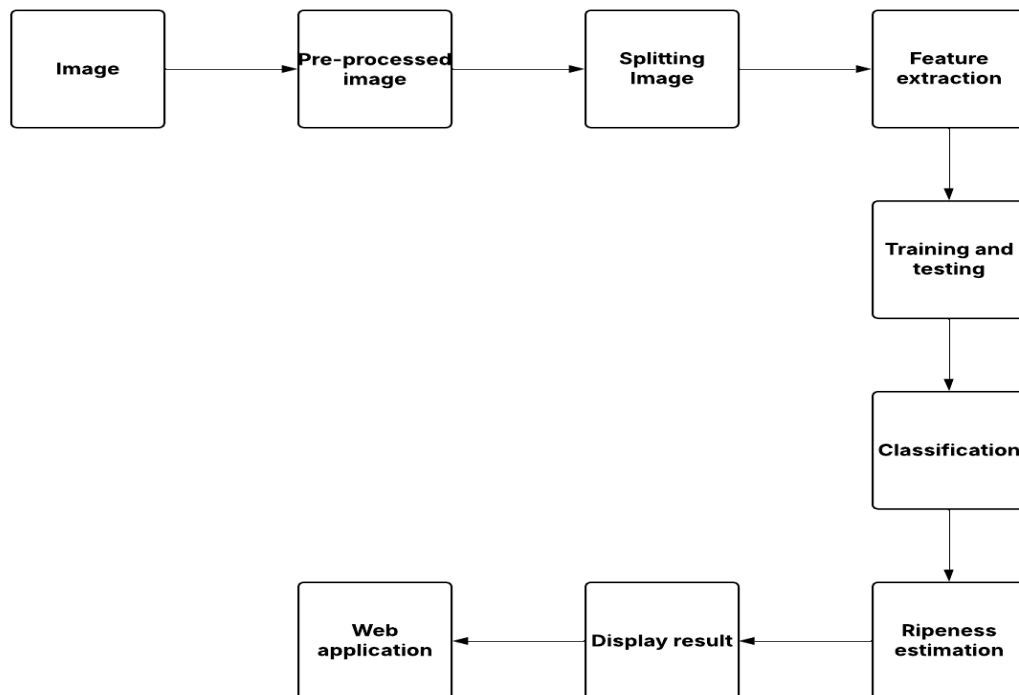 Image
Pre-processed
image
Splitting
Image
Feature
extraction
Training and
testing
Classification
Ripeness
estimation
Display result
Web
application